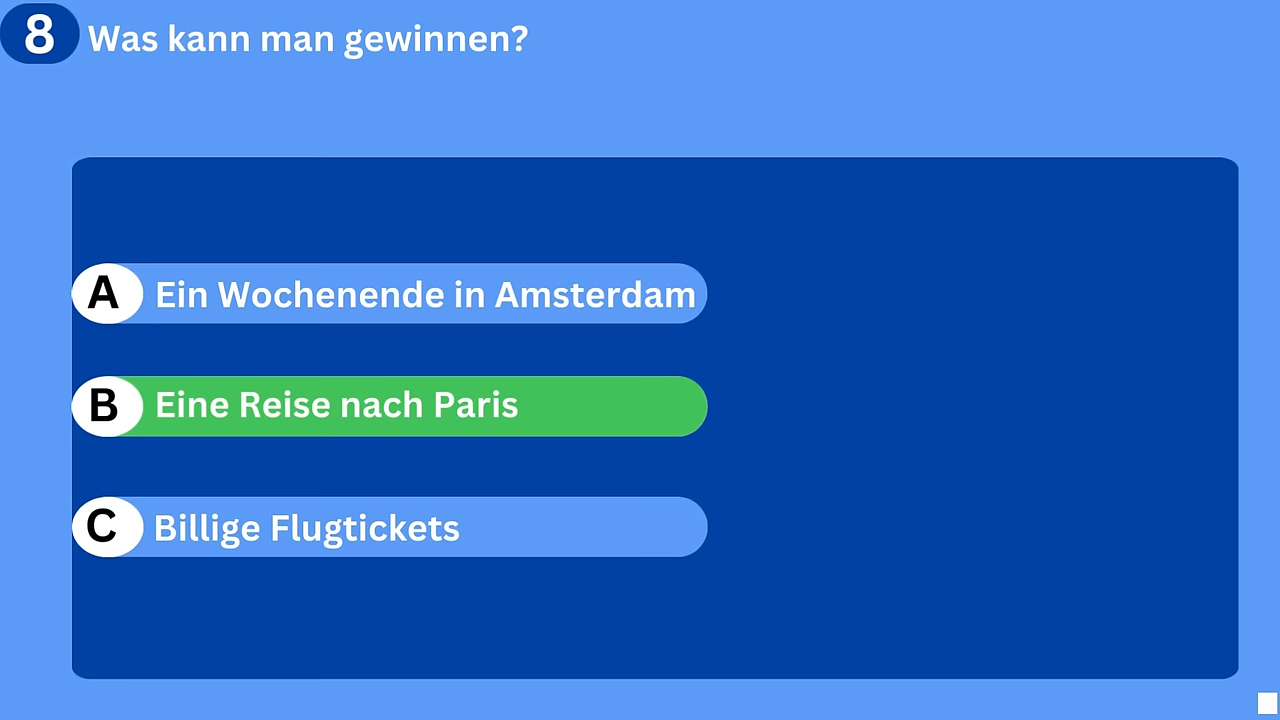 8 Was kann man gewinnen?
A Ein Wochenende in Amsterdam
B Eine Reise nach Paris
C Billige Flugtickets